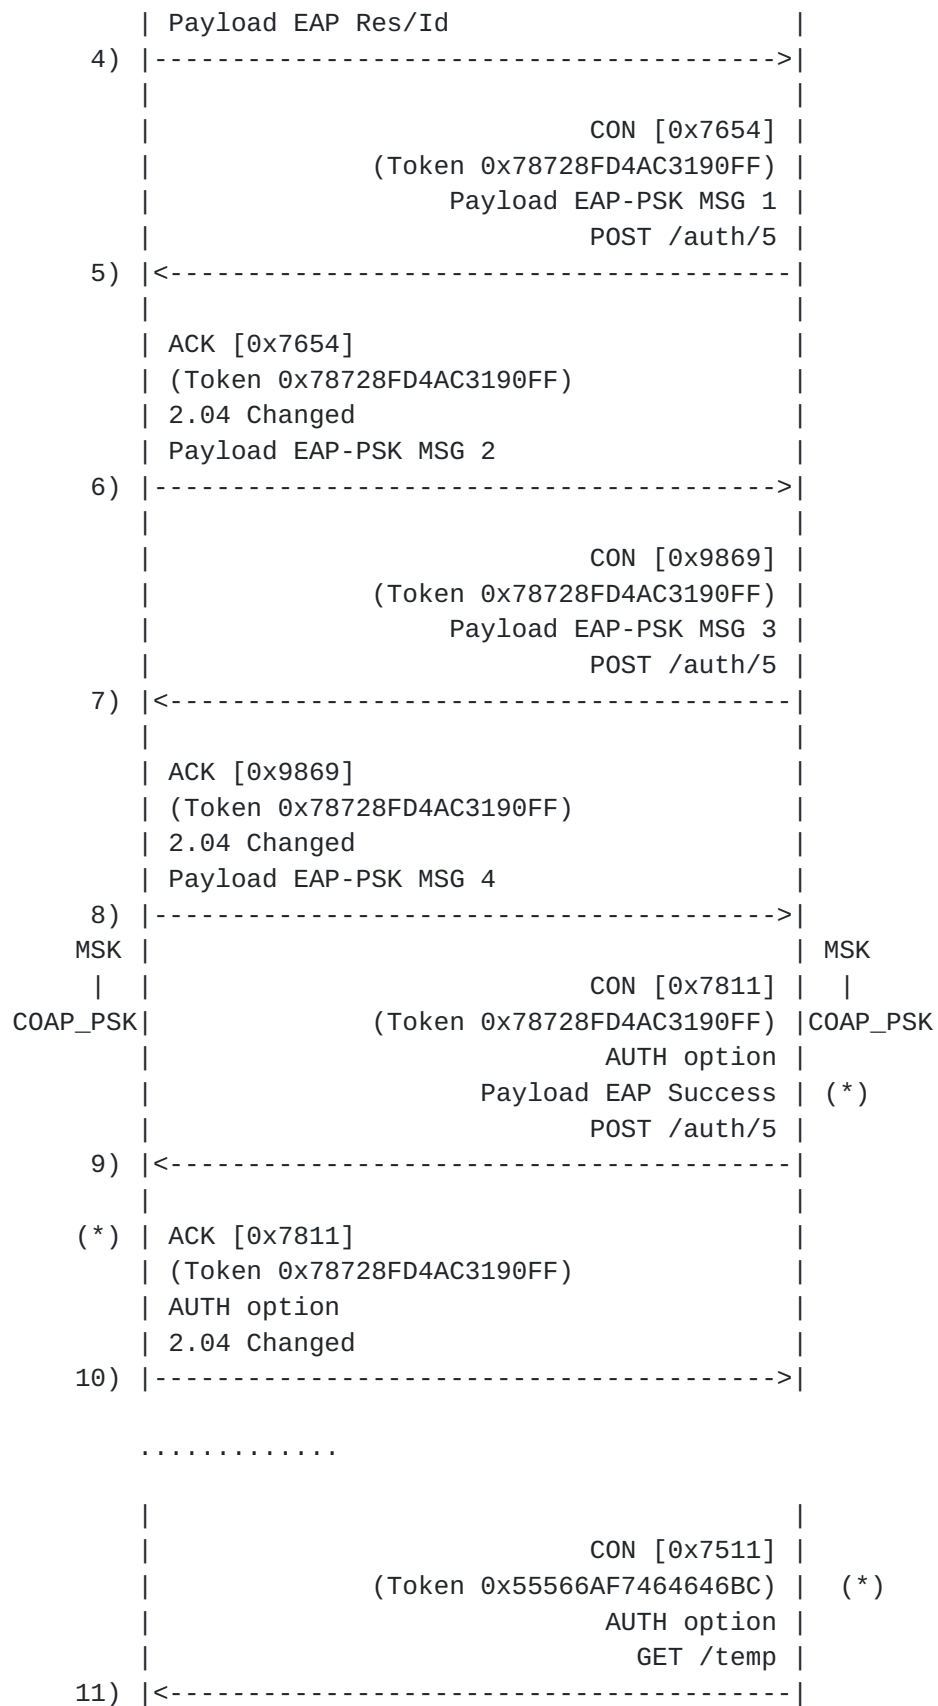 | Payload EAP Res/Id                      |
4) |---------------------------------------->|
|                                         |
|                            CON [0x7654] |
|              (Token 0x78728FD4AC3190FF) |
|                   Payload EAP-PSK MSG 1 |
|                            POST /auth/5 |
5) |<----------------------------------------|
|                                         |
| ACK [0x7654]                            |
| (Token 0x78728FD4AC3190FF)              |
| 2.04 Changed                            |
| Payload EAP-PSK MSG 2                   |
6) |---------------------------------------->|
|                                         |
|                            CON [0x9869] |
|              (Token 0x78728FD4AC3190FF) |
|                   Payload EAP-PSK MSG 3 |
|                            POST /auth/5 |
7) |<----------------------------------------|
|                                         |
| ACK [0x9869]                            |
| (Token 0x78728FD4AC3190FF)              |
| 2.04 Changed                            |
| Payload EAP-PSK MSG 4                   |
8) |---------------------------------------->|
MSK |                                         | MSK
|  |                            CON [0x7811] |  |
COAP_PSK|              (Token 0x78728FD4AC3190FF) |COAP_PSK
|                             AUTH option |
|                     Payload EAP Success | (*)
|                            POST /auth/5 |
9) |<----------------------------------------|
|                                         |
(*) | ACK [0x7811]                            |
| (Token 0x78728FD4AC3190FF)              |
| AUTH option                             |
| 2.04 Changed                            |
10) |---------------------------------------->|
.............
|                                         |
|                            CON [0x7511] |
|              (Token 0x55566AF7464646BC) |  (*)
|                             AUTH option |
|                               GET /temp |
11) |<----------------------------------------|